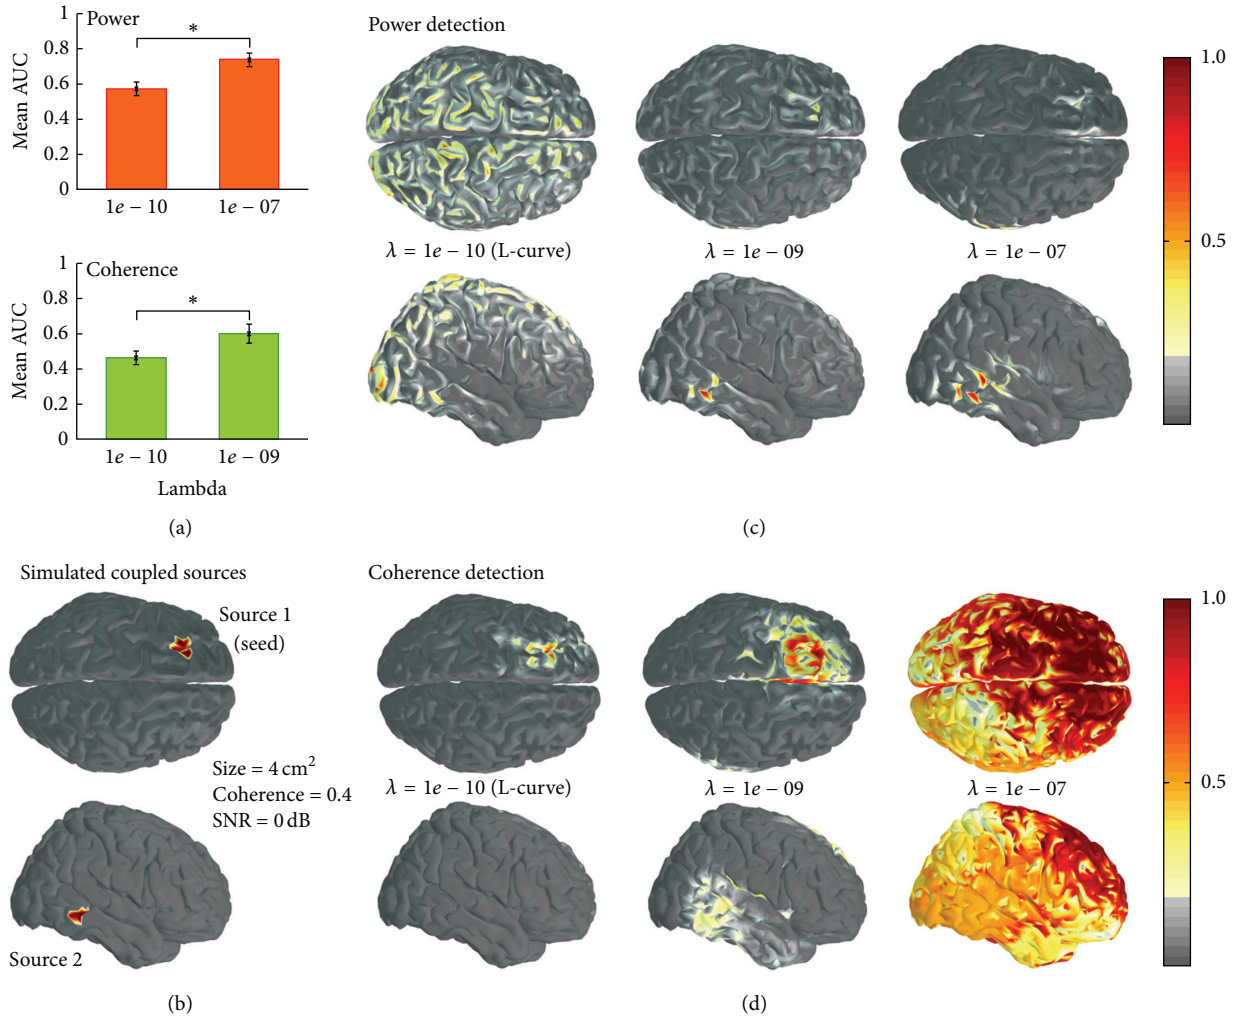 Power
1
0.8
0.6
0.4
0.2
0
Mean AUC
*
1e − 10
1e − 07
Coherence
1
0.8
0.6
0.4
0.2
0
Mean AUC
*
1e − 10
1e − 09
Lambda
(a)
Power detection
λ = 1e − 10 (L-curve)
λ = 1e − 09
λ = 1e − 07
1.0
0.5
(c)
Simulated coupled sources
Source 1
(seed)
Size = 4 cm²
Coherence = 0.4
SNR = 0 dB
Source 2
(b)
Coherence detection
λ = 1e − 10 (L-curve)
λ = 1e − 09
λ = 1e − 07
1.0
0.5
(d)